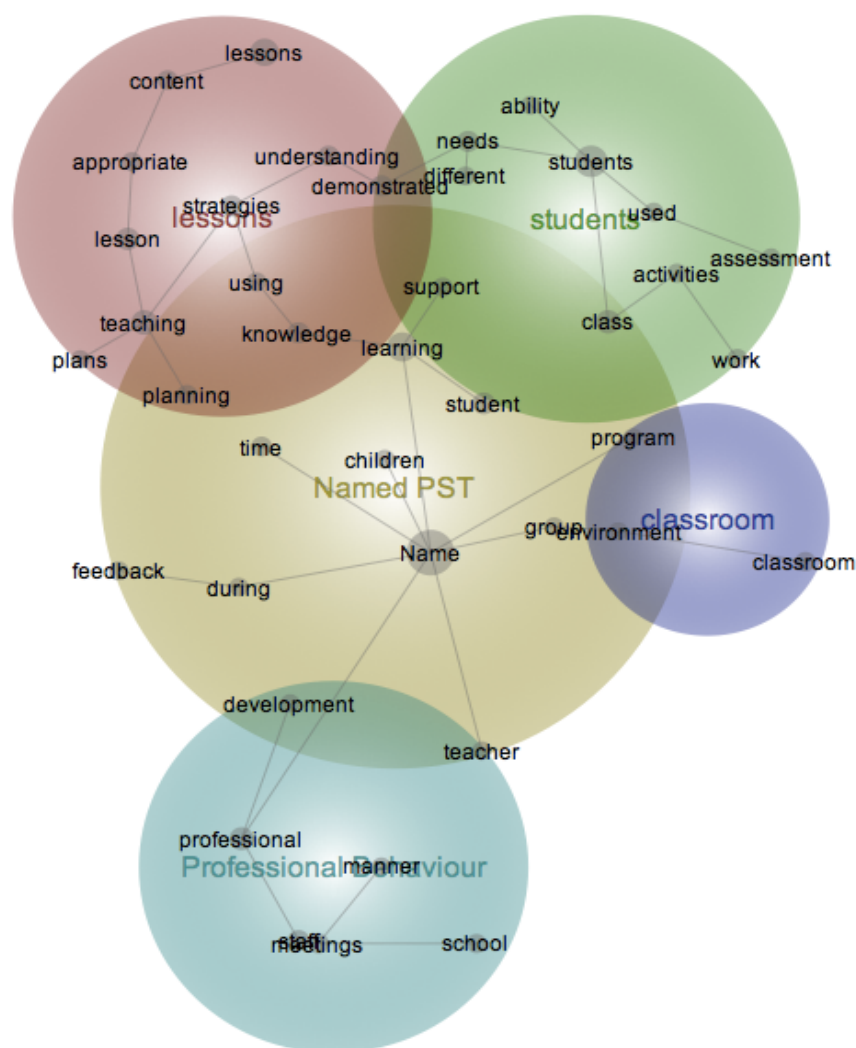 lessons
content
ability
needs
understanding
appropriate
students
different
demonstrated
strategies
lessons
used
students
lesson
assessment
activities
using
support
teaching
class
knowledge
learning
plans
work
planning
student
program
time
children
Named PST
classroom
group
environment
Name
classroom
feedback
during
development
teacher
professional
manner
Professional Behaviour
staff
meetings
school